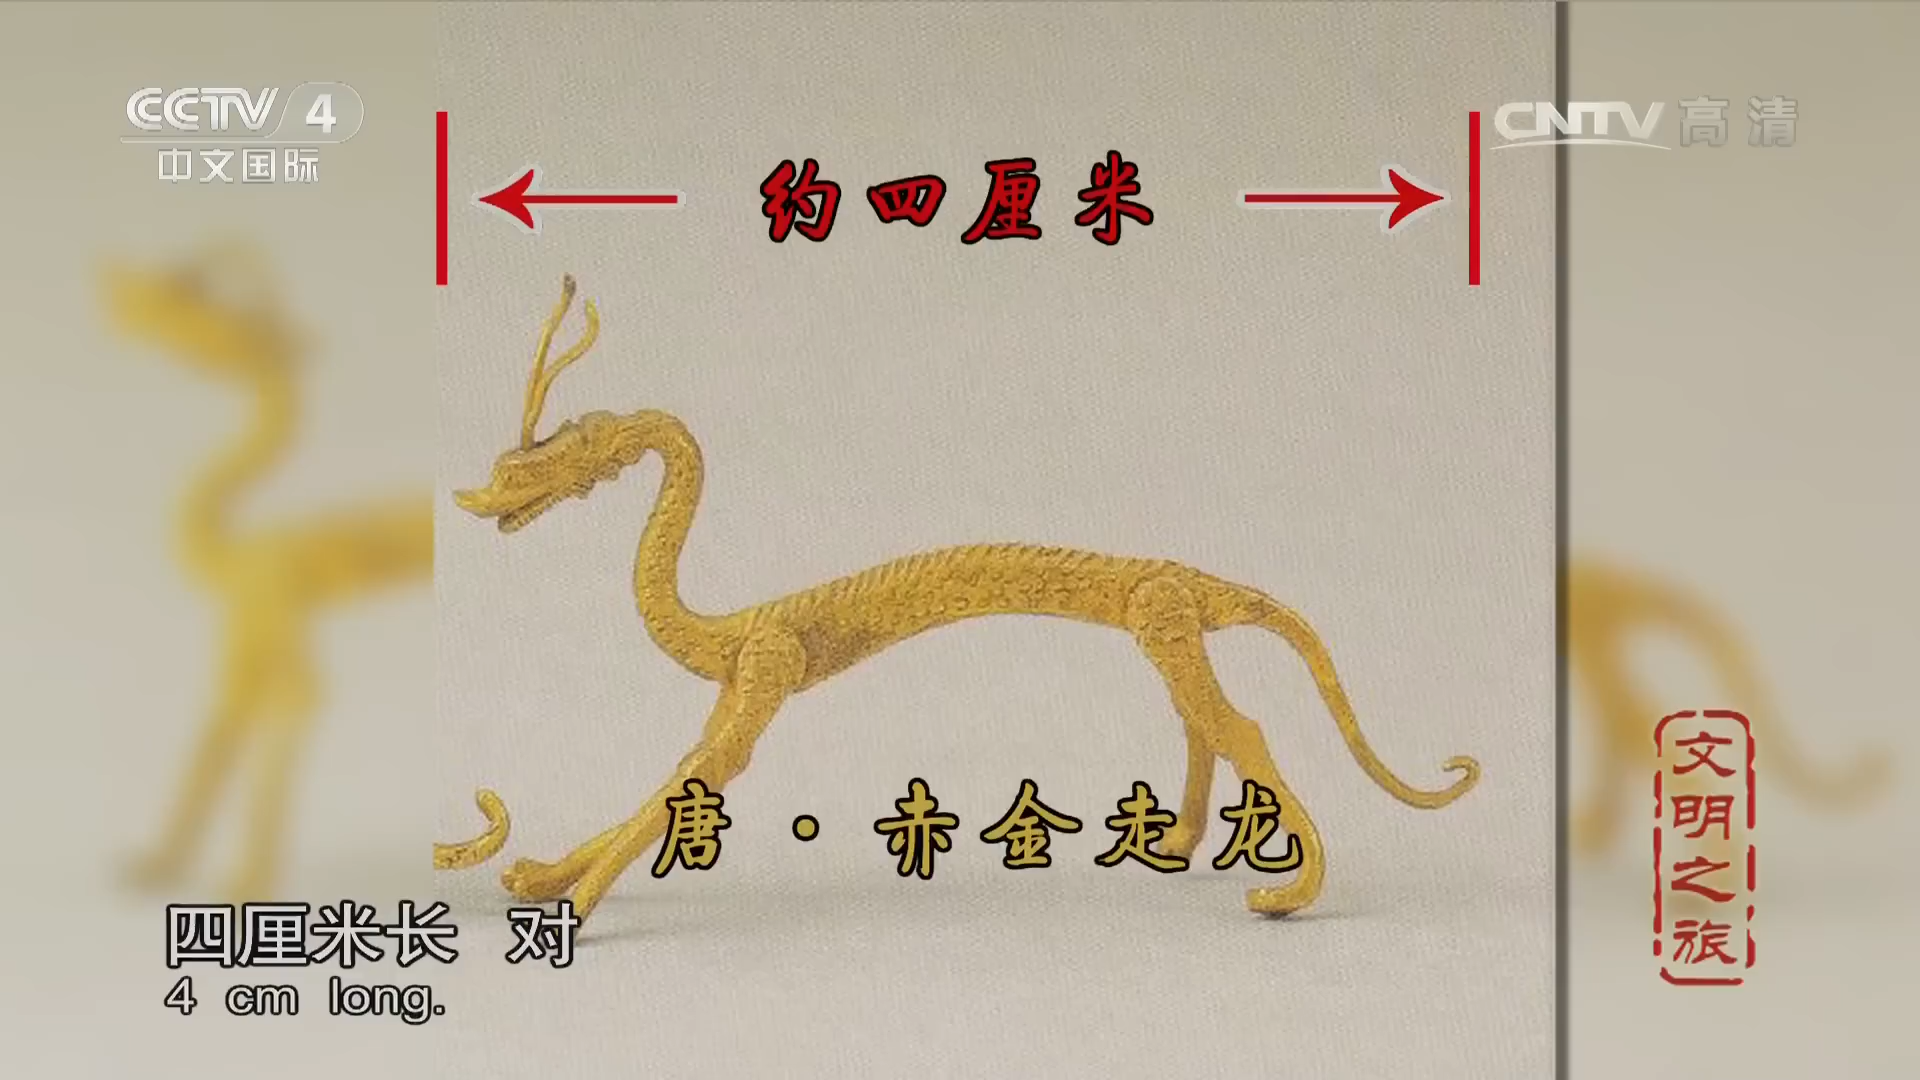 CCTV 4
中文国际
CNTV 高清
约四厘米
唐·赤金走龙
文明之旅
四厘米长 对
4 cm long.